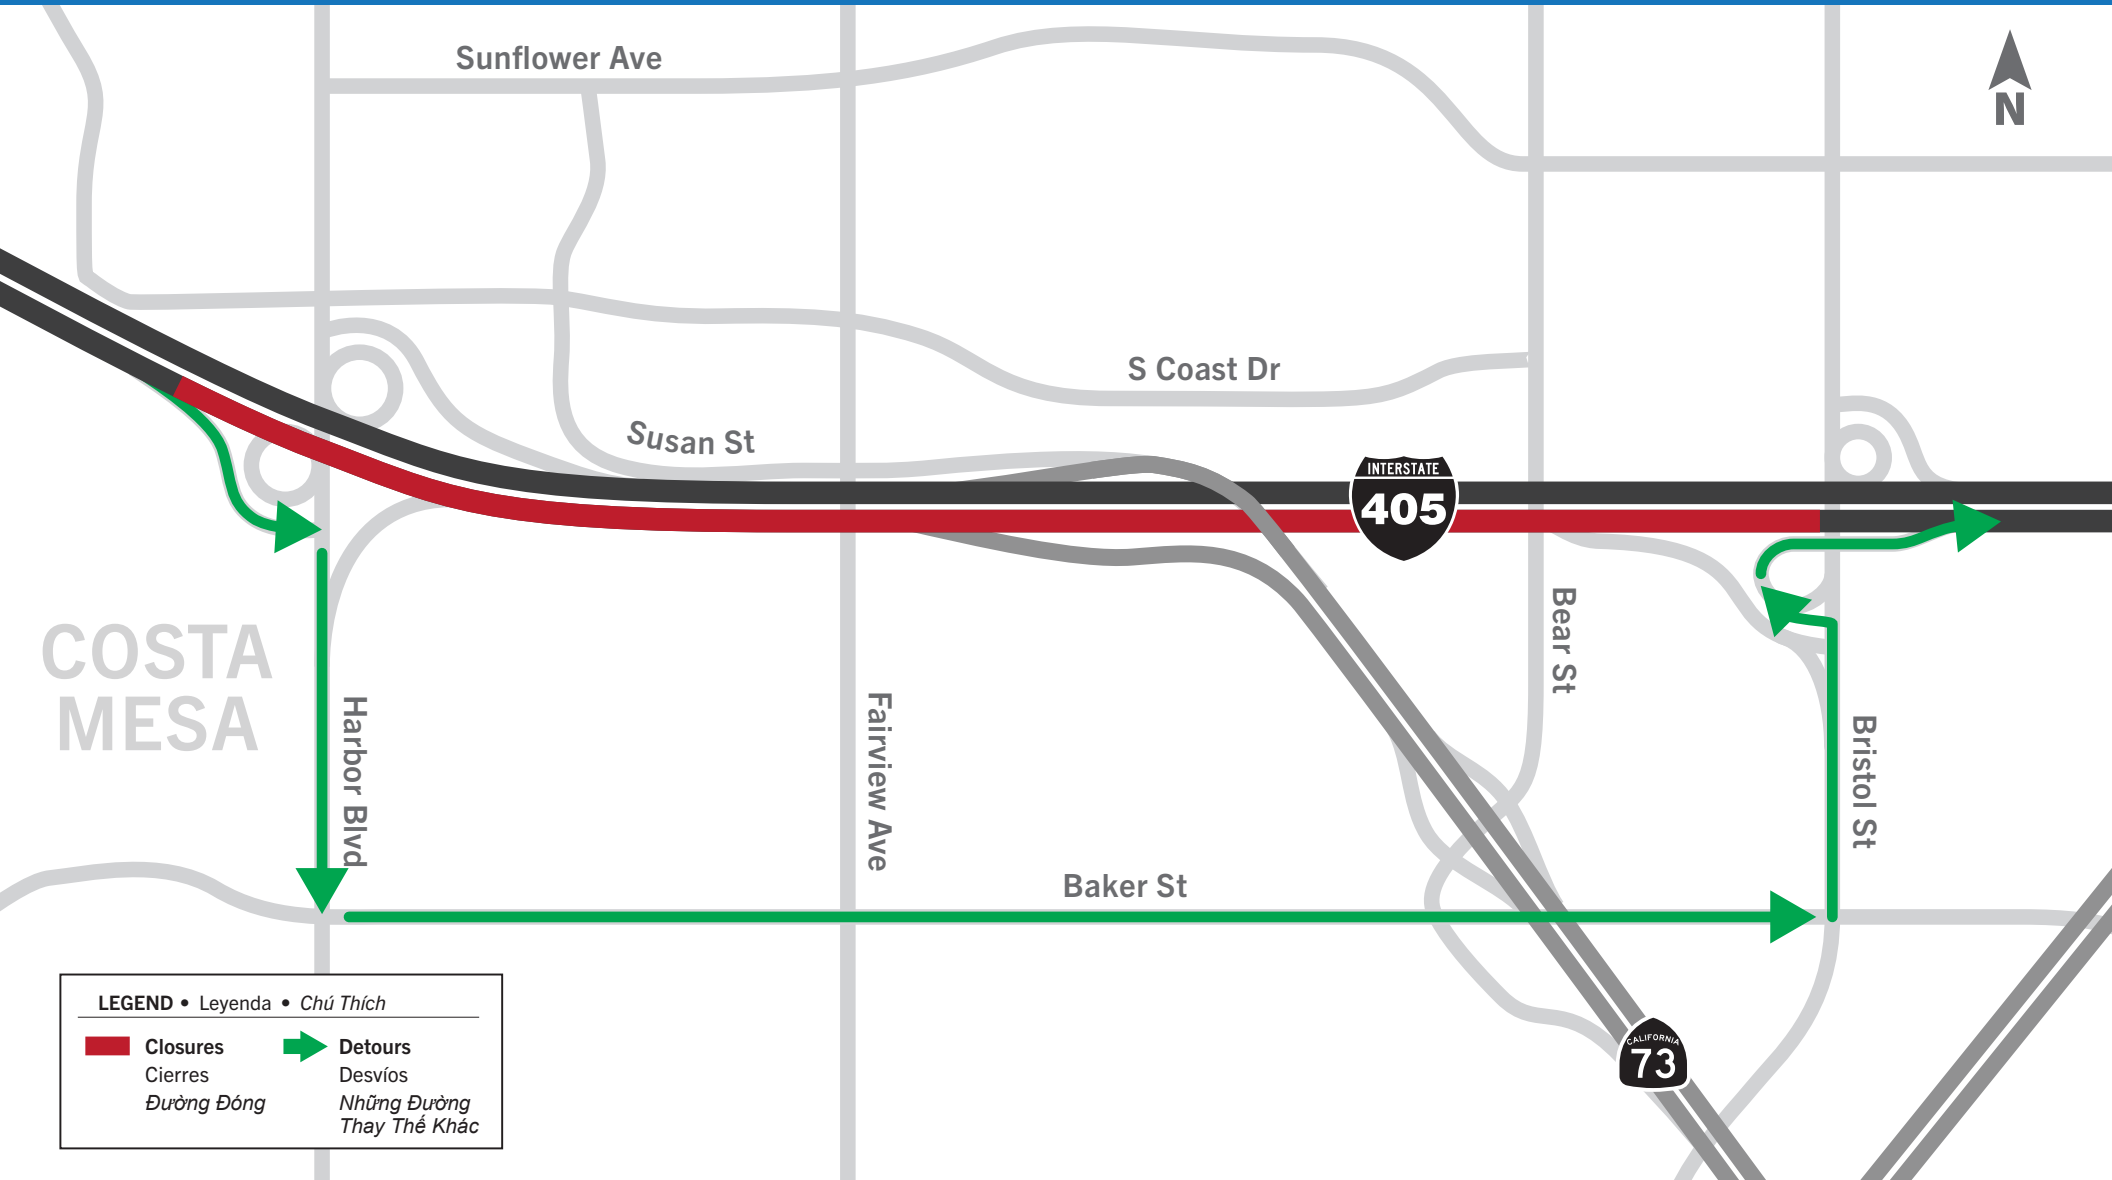 Sunflower Ave
N
S Coast Dr
Susan St
INTERSTATE
405
COSTA
MESA
Harbor Blvd
Fairview Ave
Bear St
Bristol St
Baker St
CALIFORNIA
73
LEGEND • Leyenda • Chú Thích
Closures
Cierres
Đường Đóng
Detours
Desvíos
Những Đường
Thay Thế Khác